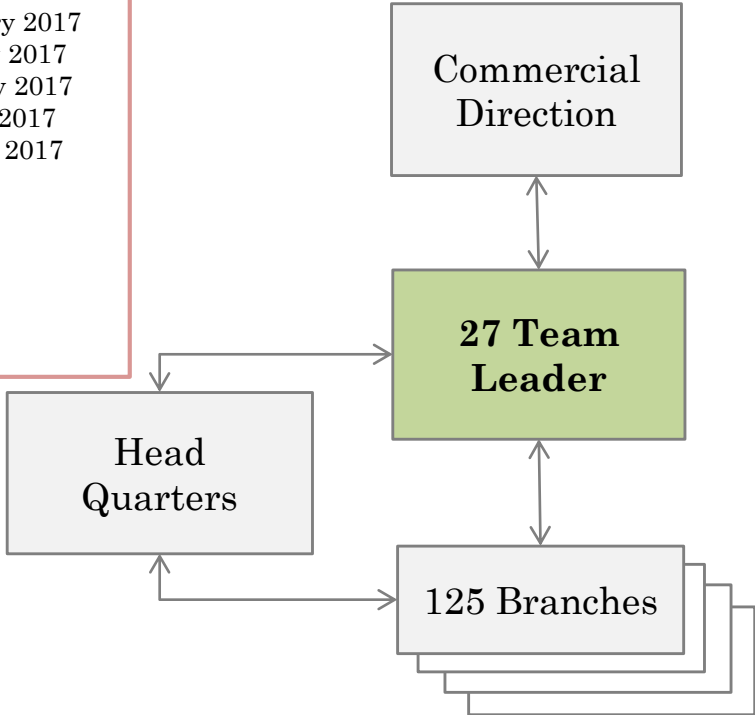 2017
2017
2017
2017
2017
Commercial
Direction
27 Team
Leader
Head
Quarters
125 Branches